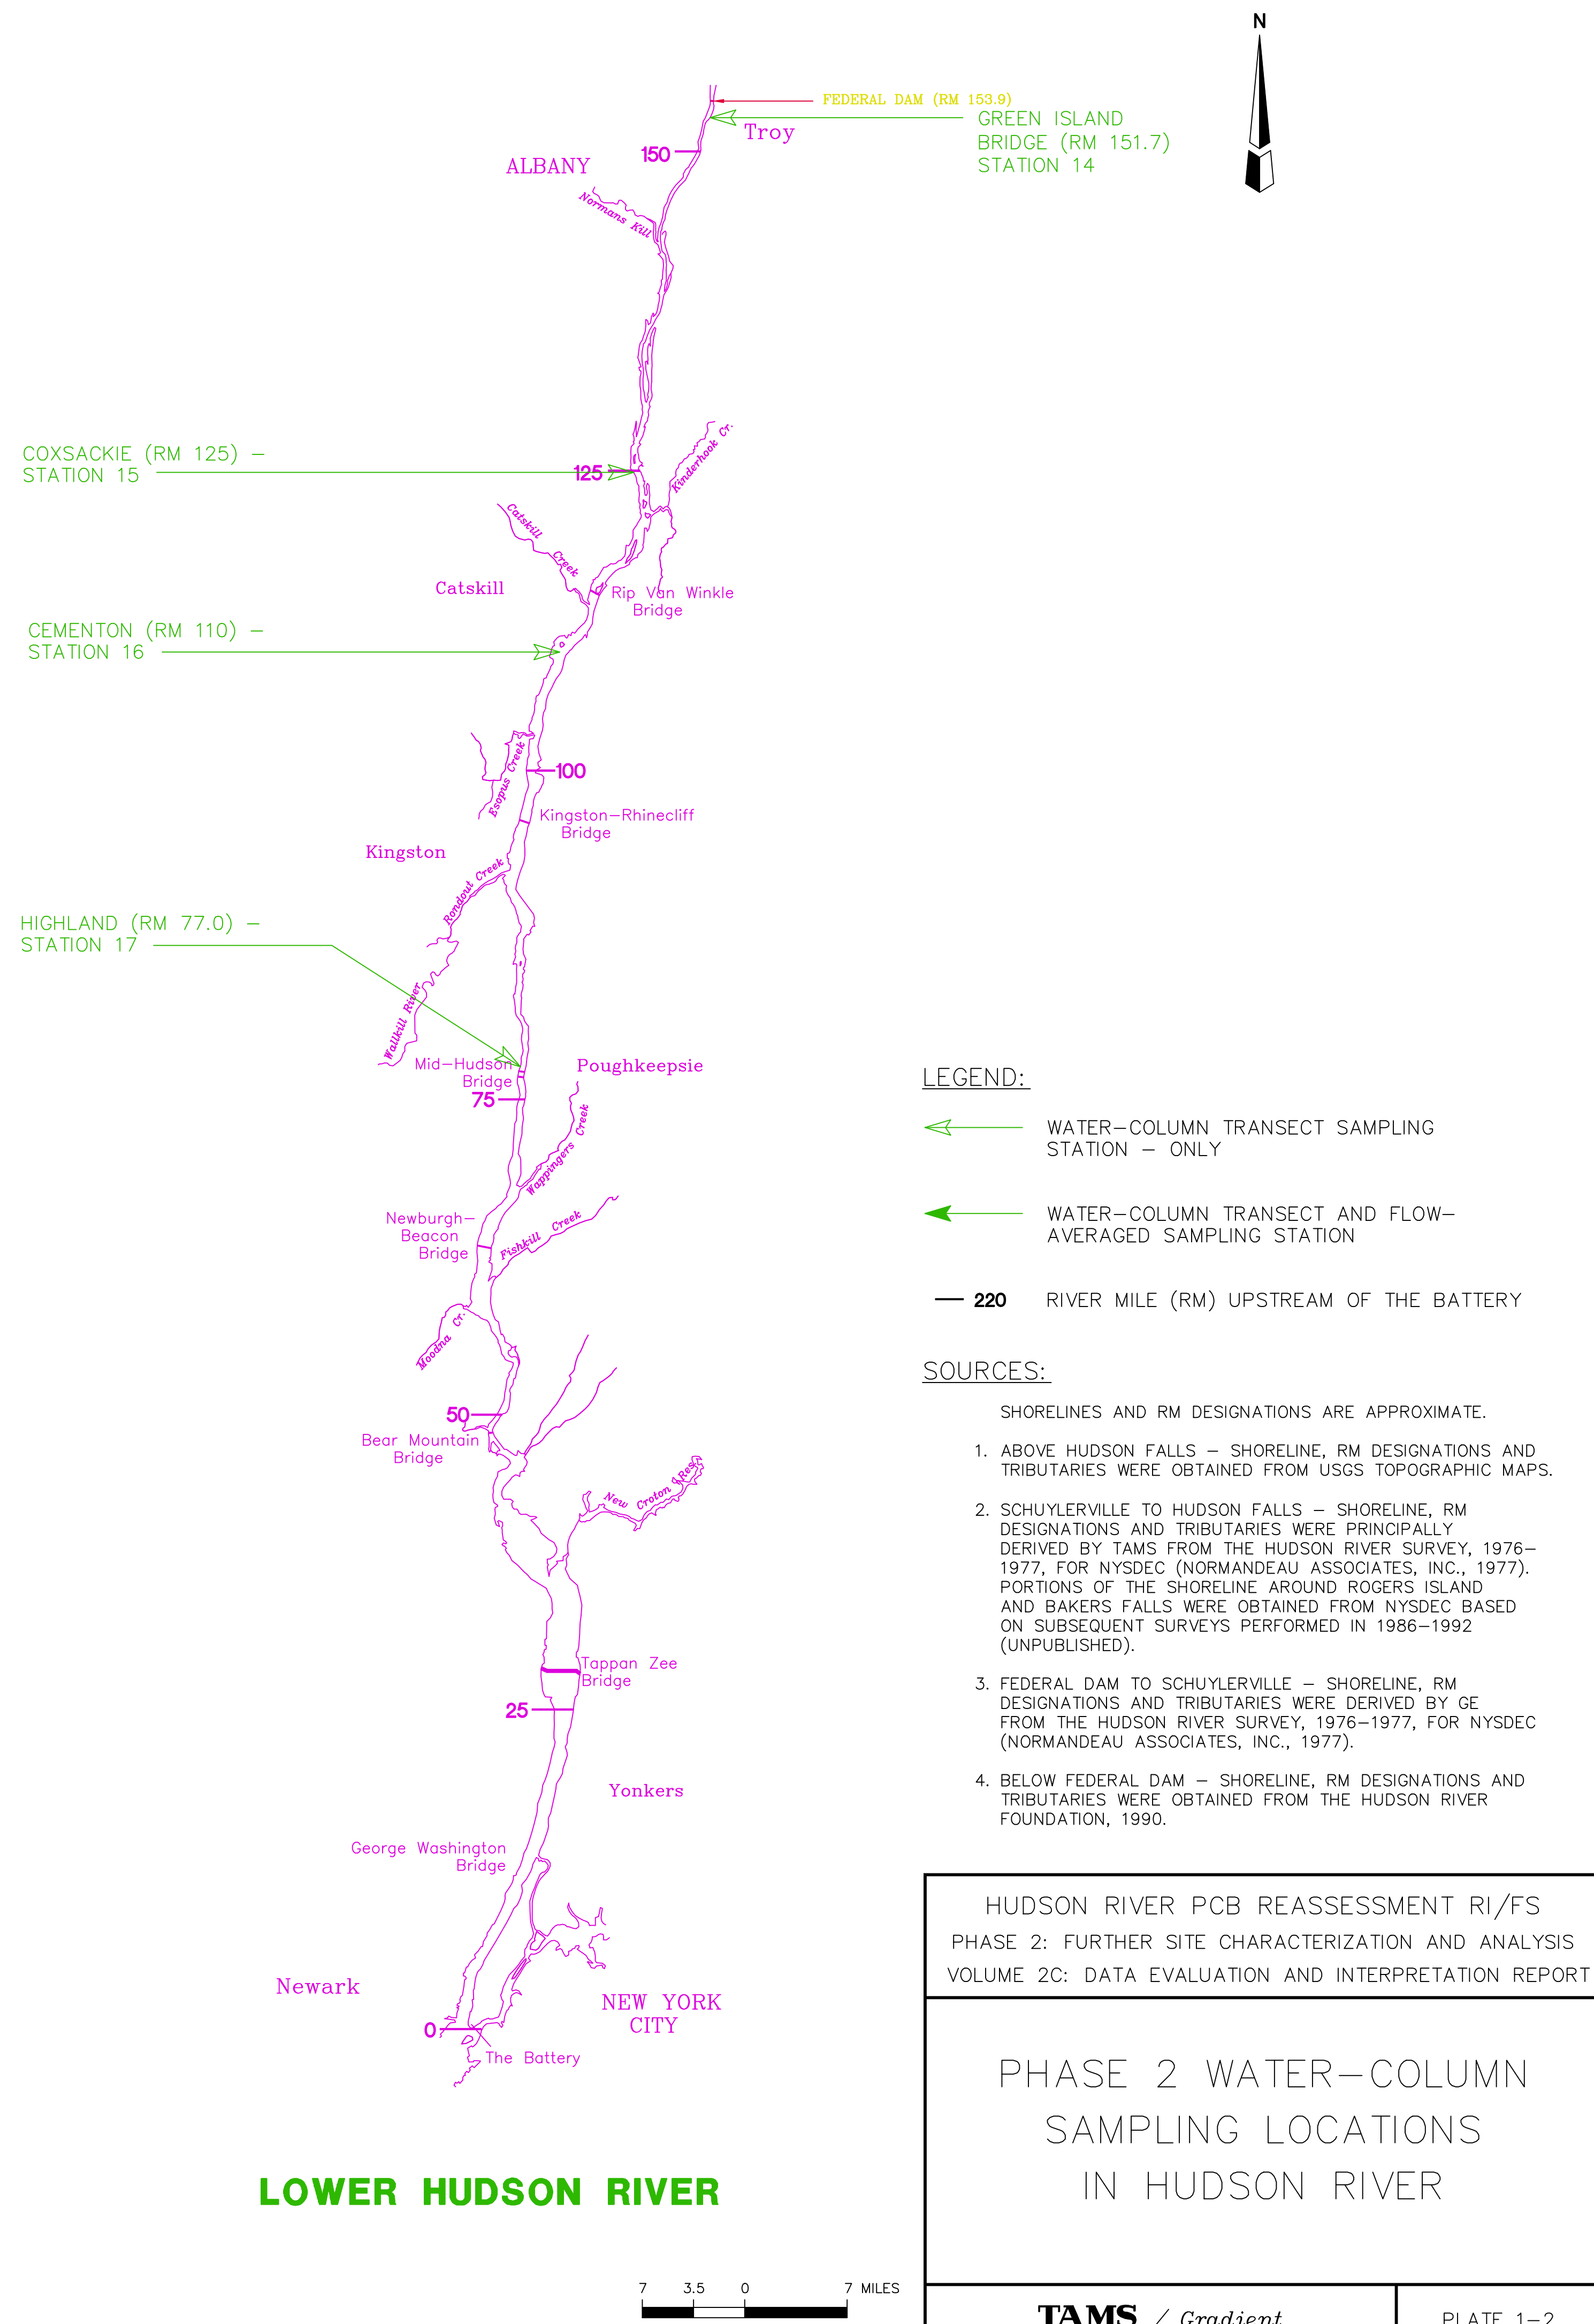 N
FEDERAL DAM (RM 153.9)
GREEN ISLAND
BRIDGE (RM 151.7)
STATION 14
Troy
150
ALBANY
Normans Kill
COXSACKIE (RM 125) –
STATION 15
125
Kinderhook Cr.
Catskill Creek
Catskill
Rip Van Winkle
Bridge
CEMENTON (RM 110) –
STATION 16
100
Esopus Creek
Kingston–Rhinecliff
Bridge
Kingston
Rondout Creek
HIGHLAND (RM 77.0) –
STATION 17
Wallkill River
Mid–Hudson
Bridge
Poughkeepsie
75
Wappingers Creek
Newburgh–
Beacon
Bridge
Fishkill Creek
Moodna Cr.
50
Bear Mountain
Bridge
New Croton Res.
Tappan Zee
Bridge
25
Yonkers
George Washington
Bridge
Newark
NEW YORK
CITY
0
The Battery
LOWER HUDSON RIVER
7 3.5 0 7 MILES
LEGEND:
WATER–COLUMN TRANSECT SAMPLING
STATION – ONLY
WATER–COLUMN TRANSECT AND FLOW–
AVERAGED SAMPLING STATION
220 RIVER MILE (RM) UPSTREAM OF THE BATTERY
SOURCES:
SHORELINES AND RM DESIGNATIONS ARE APPROXIMATE.
1. ABOVE HUDSON FALLS – SHORELINE, RM DESIGNATIONS AND
TRIBUTARIES WERE OBTAINED FROM USGS TOPOGRAPHIC MAPS.
2. SCHUYLERVILLE TO HUDSON FALLS – SHORELINE, RM
DESIGNATIONS AND TRIBUTARIES WERE PRINCIPALLY
DERIVED BY TAMS FROM THE HUDSON RIVER SURVEY, 1976–
1977, FOR NYSDEC (NORMANDEAU ASSOCIATES, INC., 1977).
PORTIONS OF THE SHORELINE AROUND ROGERS ISLAND
AND BAKERS FALLS WERE OBTAINED FROM NYSDEC BASED
ON SUBSEQUENT SURVEYS PERFORMED IN 1986–1992
(UNPUBLISHED).
3. FEDERAL DAM TO SCHUYLERVILLE – SHORELINE, RM
DESIGNATIONS AND TRIBUTARIES WERE DERIVED BY GE
FROM THE HUDSON RIVER SURVEY, 1976–1977, FOR NYSDEC
(NORMANDEAU ASSOCIATES, INC., 1977).
4. BELOW FEDERAL DAM – SHORELINE, RM DESIGNATIONS AND
TRIBUTARIES WERE OBTAINED FROM THE HUDSON RIVER
FOUNDATION, 1990.
HUDSON RIVER PCB REASSESSMENT RI/FS
PHASE 2: FURTHER SITE CHARACTERIZATION AND ANALYSIS
VOLUME 2C: DATA EVALUATION AND INTERPRETATION REPORT
PHASE 2 WATER–COLUMN
SAMPLING LOCATIONS
IN HUDSON RIVER
TAMS / Gradient
PLATE 1–2